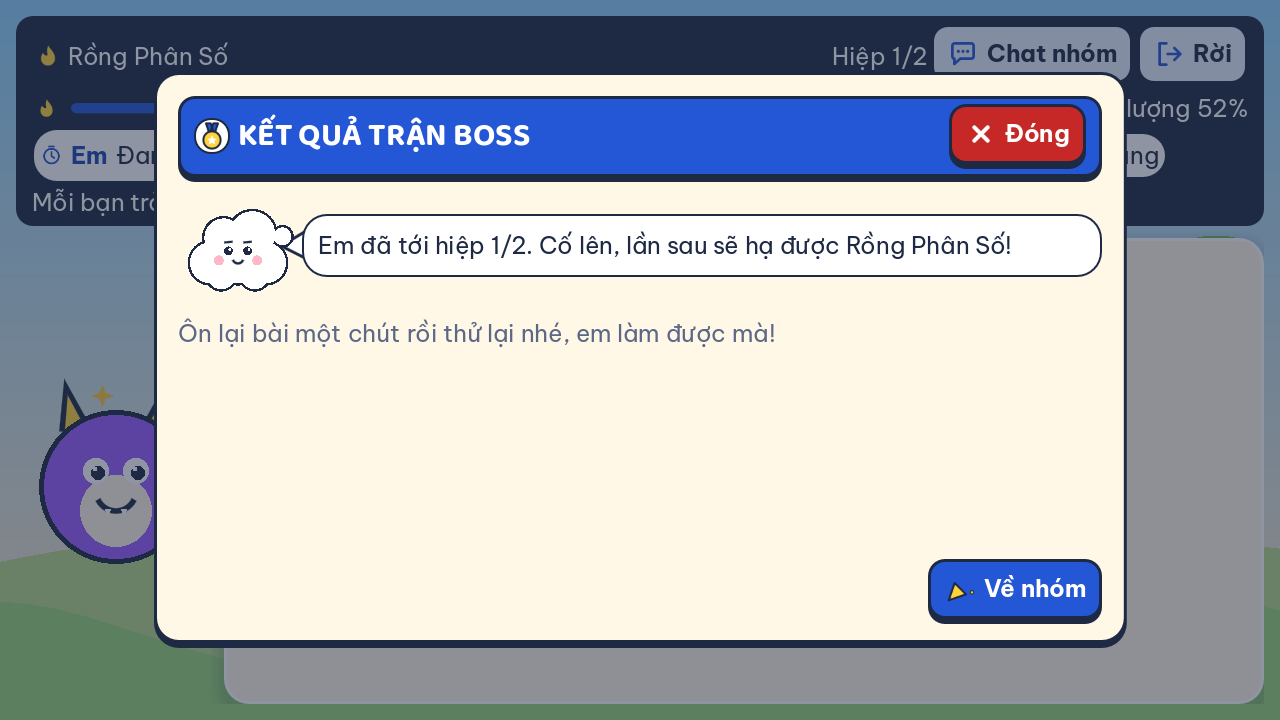 Rồng Phân Số
Hiệp 1/2
Chat nhóm
Rời
lượng 52%
KẾT QUẢ TRẬN BOSS
Đóng
Em
Mỗi bạn
Em đã tới hiệp 1/2. Cố lên, lần sau sẽ hạ được Rồng Phân Số!
Ôn lại bài một chút rồi thử lại nhé, em làm được mà!
Về nhóm